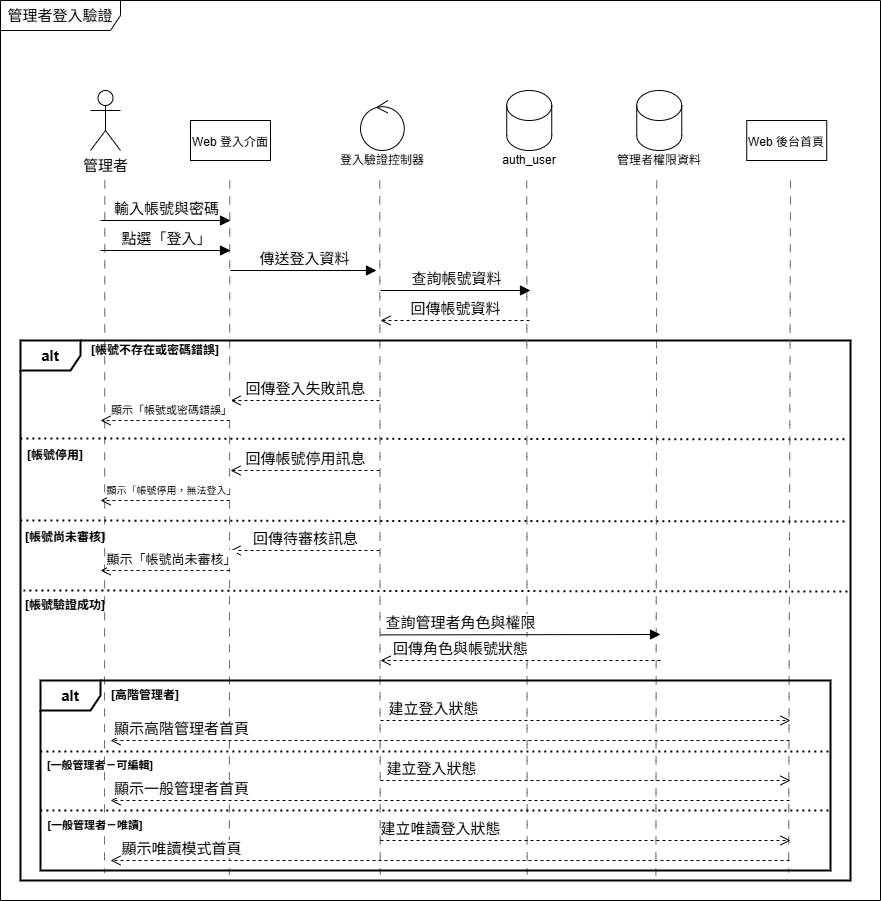 管理者登入驗證
管理者
Web 登入介面
登入驗證控制器
auth_user
管理者權限資料
Web 後台首頁
輸入帳號與密碼
點選「登入」
傳送登入資料
查詢帳號資料
回傳帳號資料
alt
[帳號不存在或密碼錯誤]
回傳登入失敗訊息
顯示「帳號或密碼錯誤」
[帳號停用]
回傳帳號停用訊息
顯示「帳號停用，無法登入」
[帳號尚未審核]
回傳待審核訊息
顯示「帳號尚未審核」
[帳號驗證成功]
查詢管理者角色與權限
回傳角色與帳號狀態
alt
[高階管理者]
建立登入狀態
顯示高階管理者首頁
[一般管理者－可編輯]
建立登入狀態
顯示一般管理者首頁
[一般管理者－唯讀]
建立唯讀登入狀態
顯示唯讀模式首頁